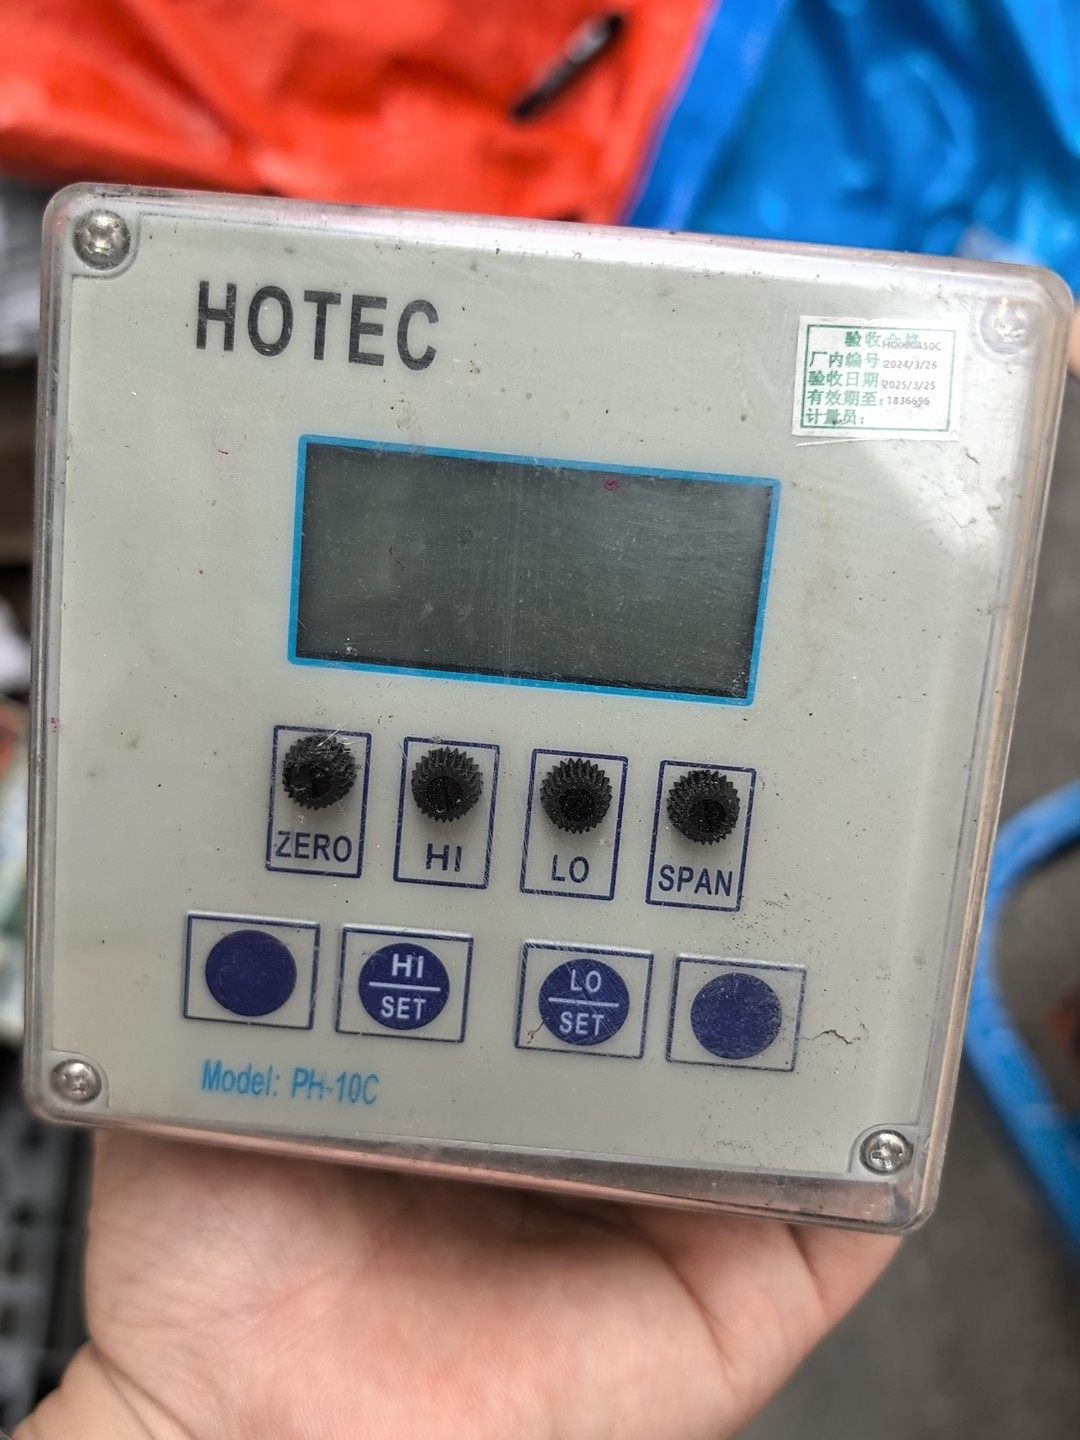 HOTEC
验收合格
厂内编号:
2024/3/26
验收日期:
2025/3/25
有效期至: 1836696
计量员:
ZERO
HI
LO
SPAN
HI
SET
LO
SET
Model: PH-10C